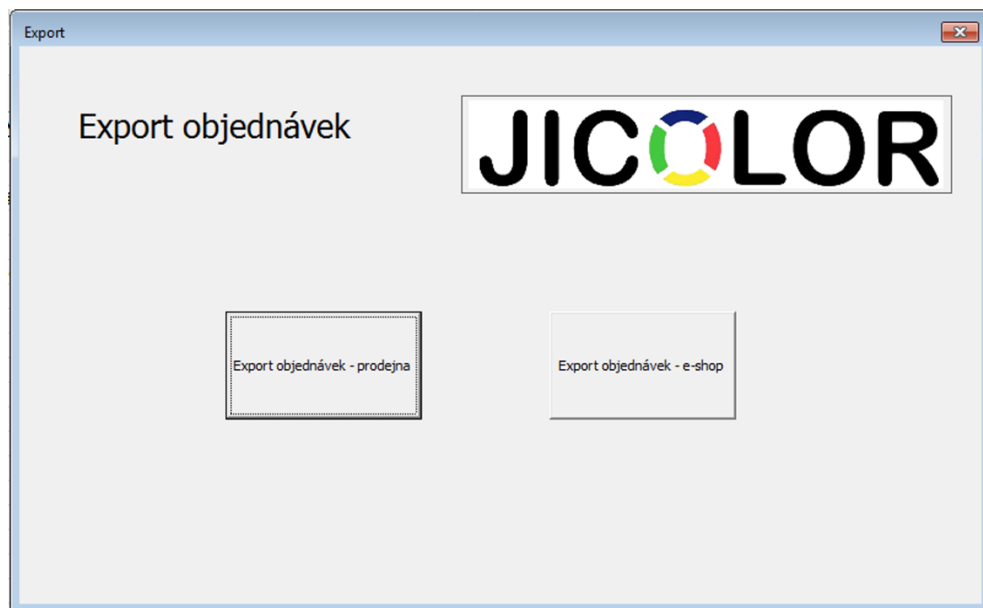 Export
Export objednávek
JICOLOR
Export objednávek - prodejna
Export objednávek - e-shop